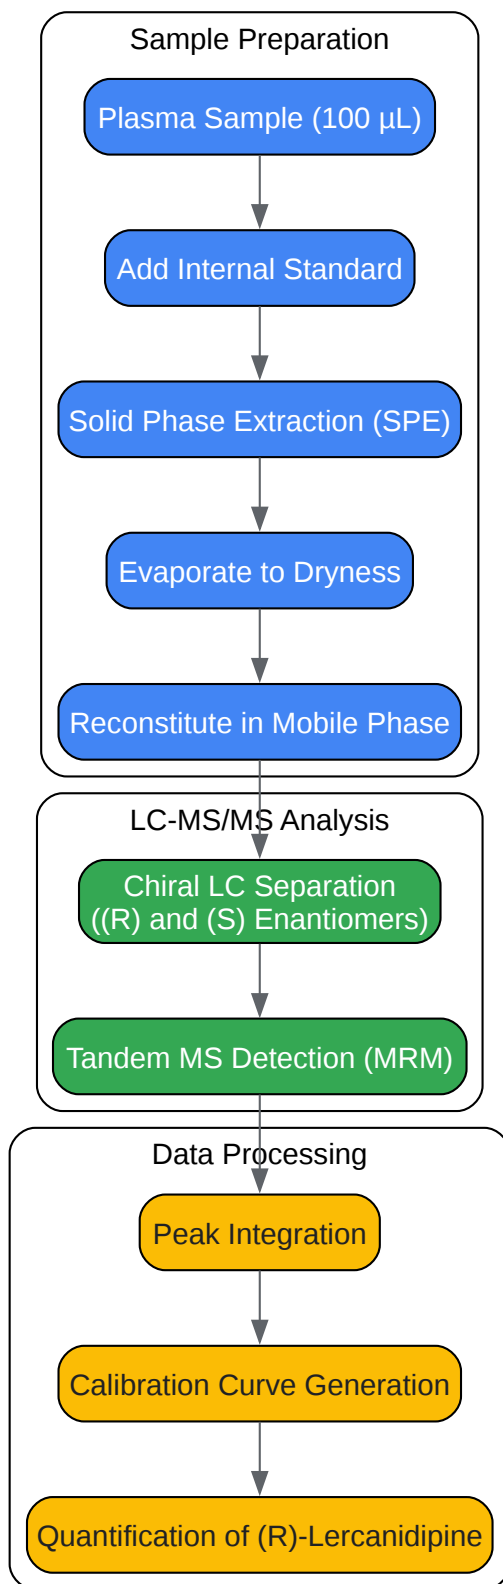 Sample Preparation
Plasma Sample (100 µL)
Add Internal Standard
Solid Phase Extraction (SPE)
Evaporate to Dryness
Reconstitute in Mobile Phase
LC-MS/MS Analysis
Chiral LC Separation
((R) and (S) Enantiomers)
Tandem MS Detection (MRM)
Data Processing
Peak Integration
Calibration Curve Generation
Quantification of (R)-Lercanidipine